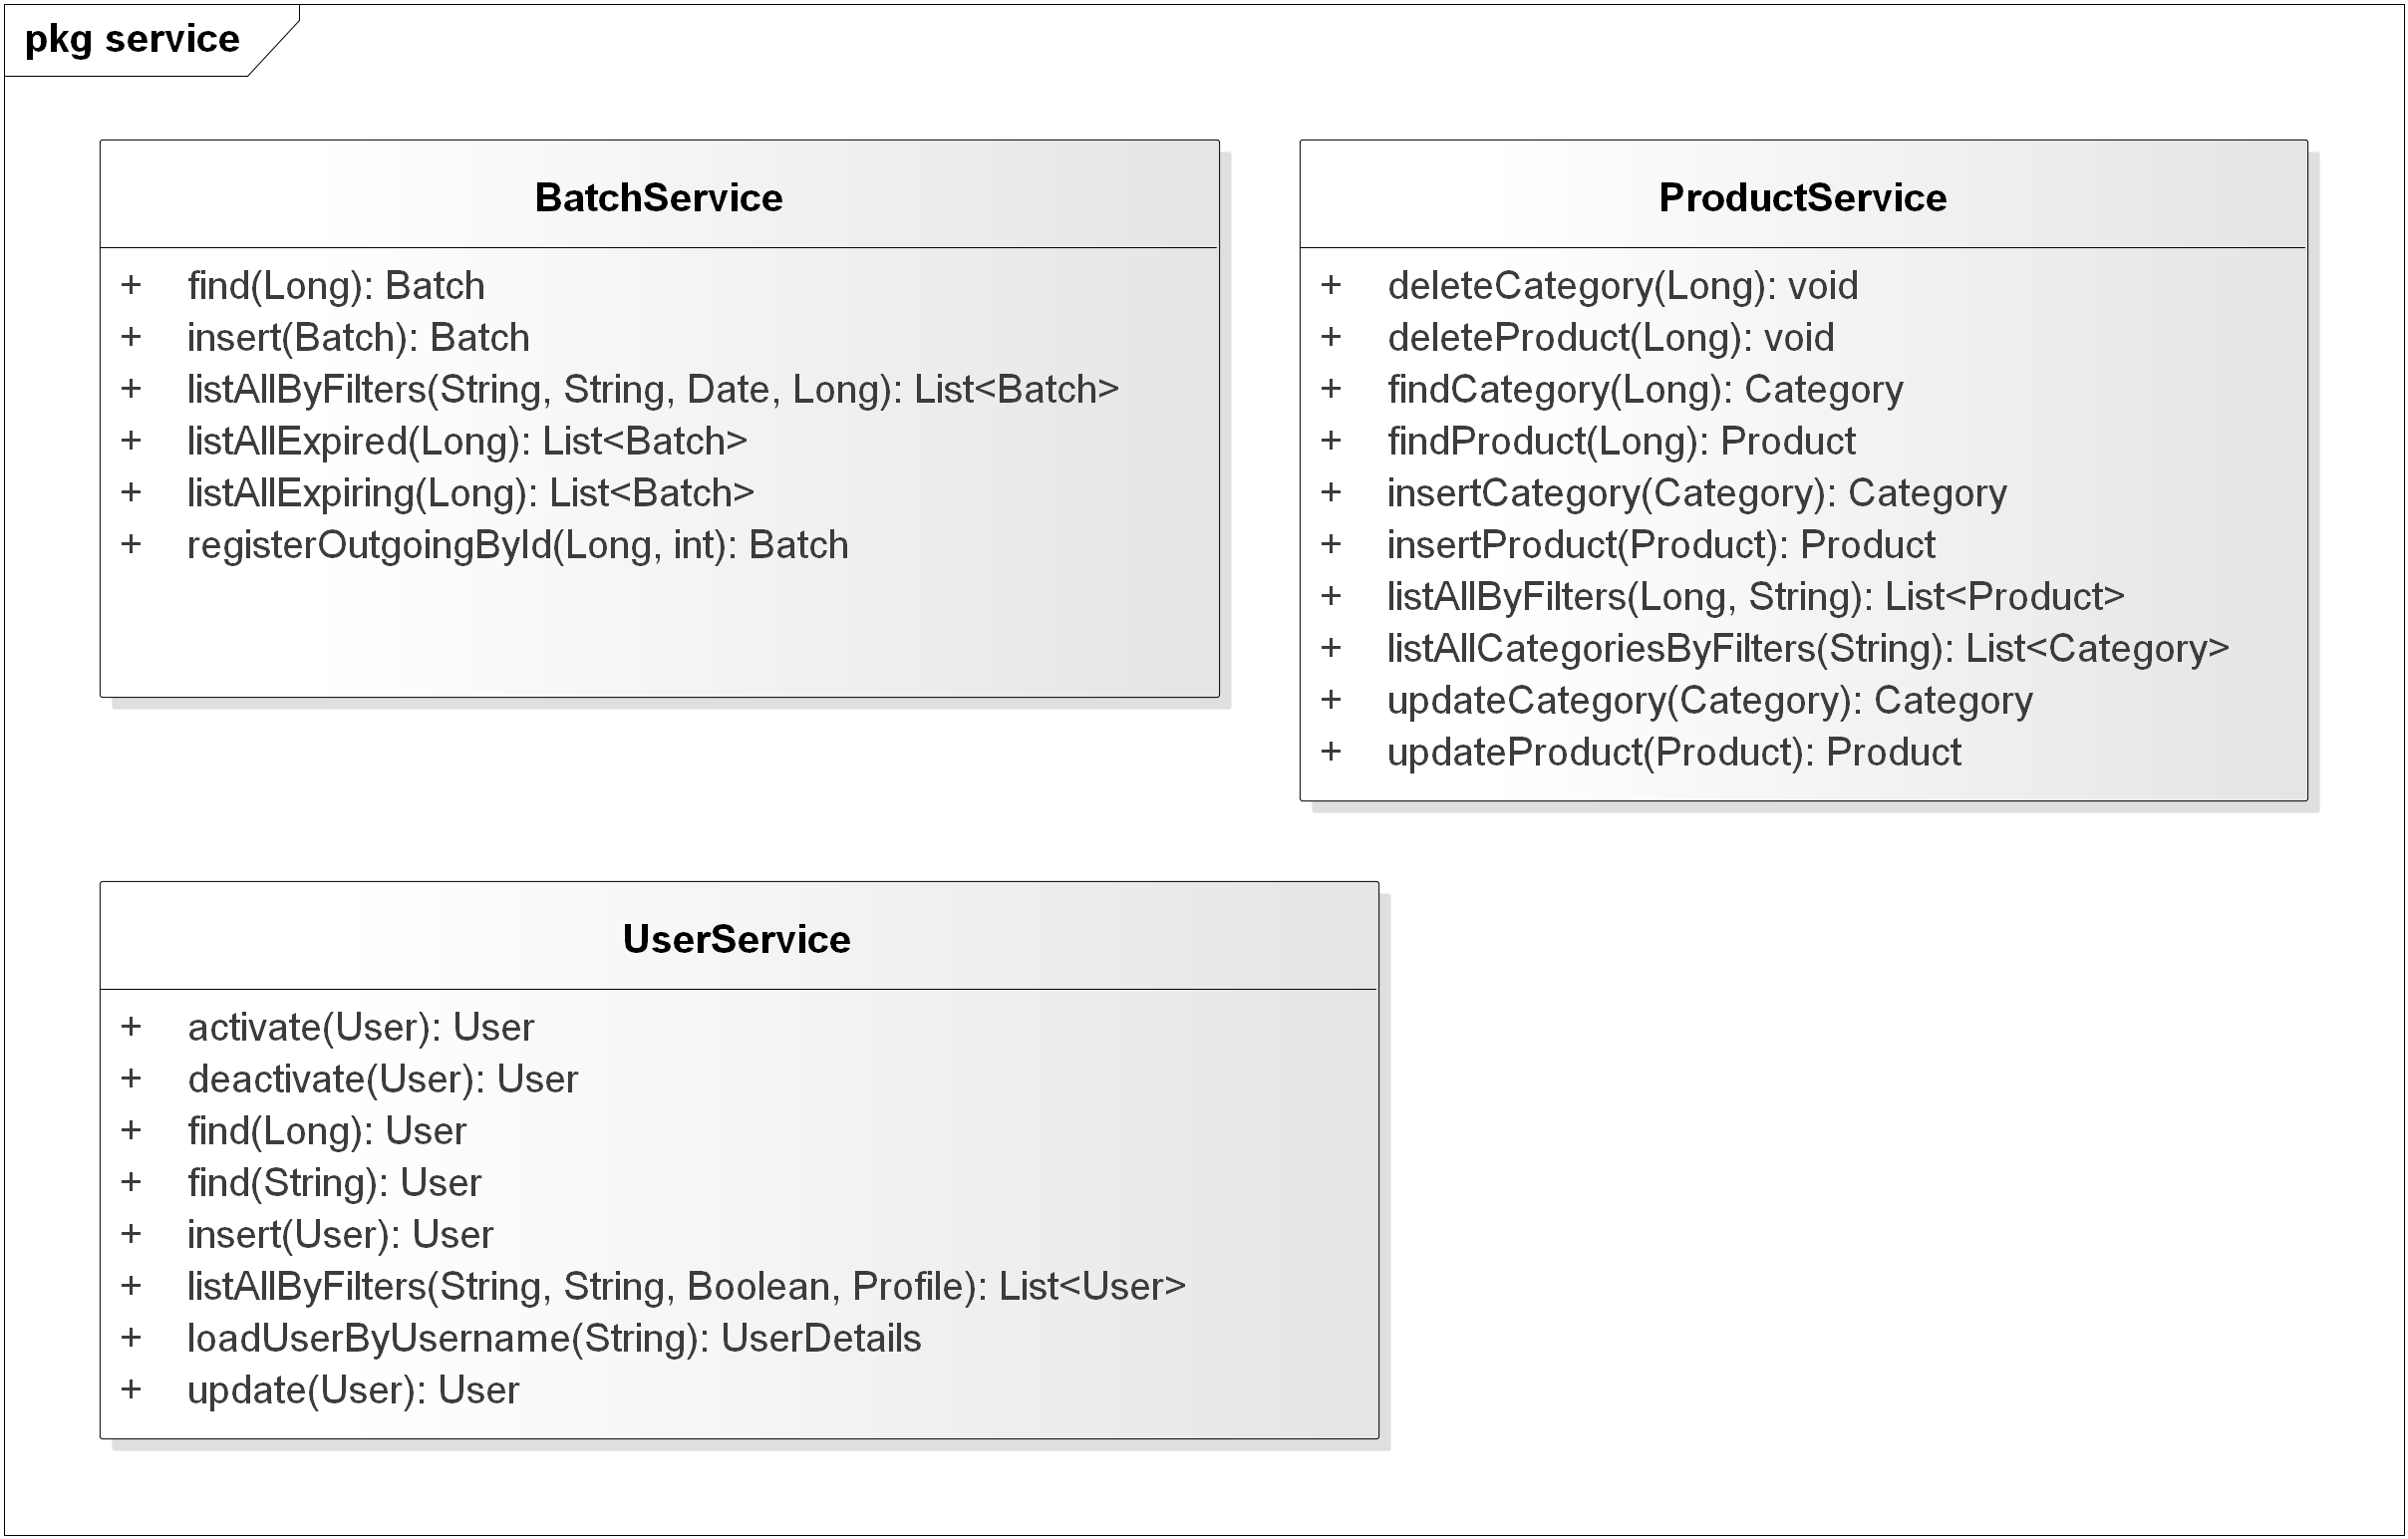 pkg service
BatchService
+ find(Long): Batch
+ insert(Batch): Batch
+ listAllByFilters(String, String, Date, Long): List<Batch>
+ listAllExpired(Long): List<Batch>
+ listAllExpiring(Long): List<Batch>
+ registerOutgoingById(Long, int): Batch
ProductService
+ deleteCategory(Long): void
+ deleteProduct(Long): void
+ findCategory(Long): Category
+ findProduct(Long): Product
+ insertCategory(Category): Category
+ insertProduct(Product): Product
+ listAllByFilters(Long, String): List<Product>
+ listAllCategoriesByFilters(String): List<Category>
+ updateCategory(Category): Category
+ updateProduct(Product): Product
UserService
+ activate(User): User
+ deactivate(User): User
+ find(Long): User
+ find(String): User
+ insert(User): User
+ listAllByFilters(String, String, Boolean, Profile): List<User>
+ loadUserByUsername(String): UserDetails
+ update(User): User